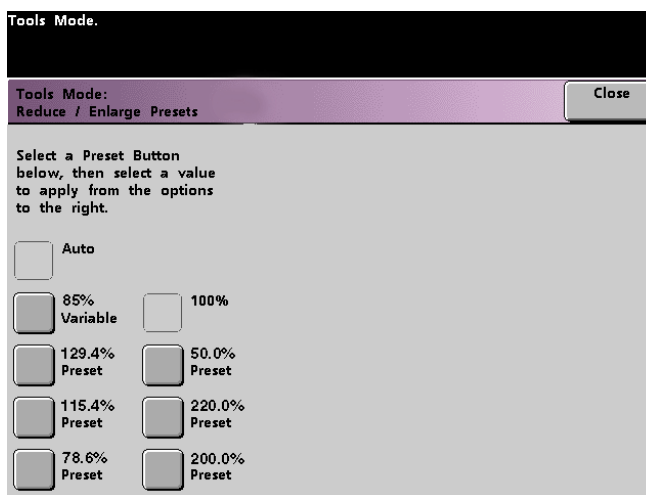 Tools Mode.
Tools Mode:
Reduce / Enlarge Presets
Close
Select a Preset Button
below, then select a value
to apply from the options
to the right.
Auto
85%
Variable
100%
129.4%
Preset
50.0%
Preset
115.4%
Preset
220.0%
Preset
78.6%
Preset
200.0%
Preset